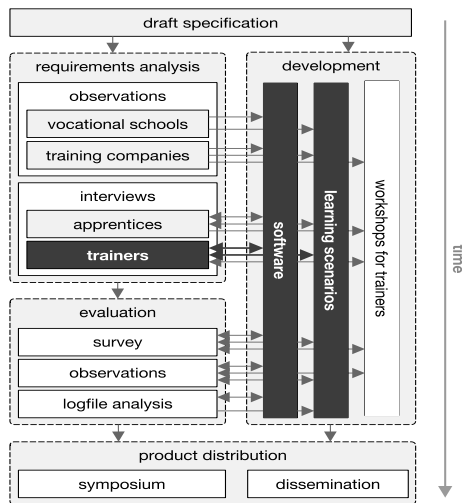 draft specification
requirements analysis
observations
vocational schools
training companies
interviews
apprentices
trainers
evaluation
survey
observations
logfile analysis
development
software
learning scenarios
workshops for trainers
product distribution
symposium
dissemination
time